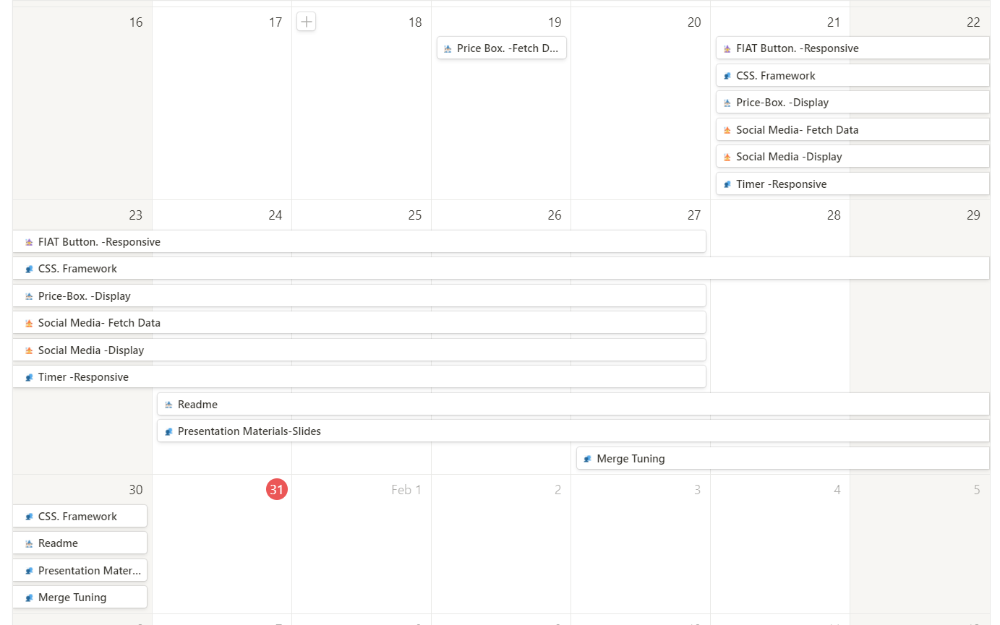 16 17 18 19 20 21 22
Price Box. -Fetch D...
FIAT Button. -Responsive
CSS. Framework
Price-Box. -Display
Social Media- Fetch Data
Social Media -Display
Timer -Responsive
23 24 25 26 27 28 29
FIAT Button. -Responsive
CSS. Framework
Price-Box. -Display
Social Media- Fetch Data
Social Media -Display
Timer -Responsive
Readme
Presentation Materials-Slides
Merge Tuning
30 31 Feb 1 2 3 4 5
CSS. Framework
Readme
Presentation Mater...
Merge Tuning